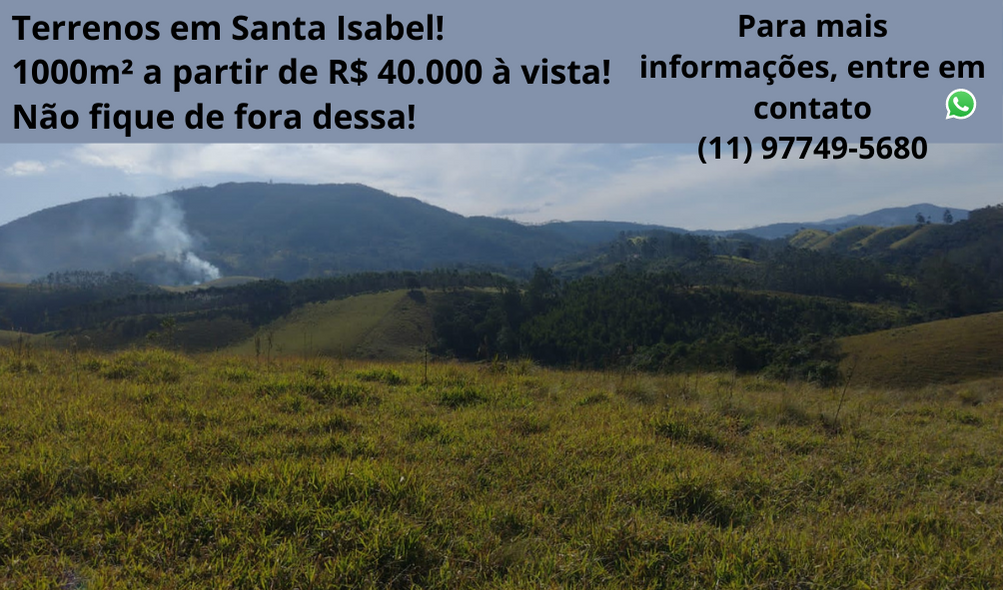 Terrenos em Santa Isabel!
1000m² a partir de R$ 40.000 à vista!
Não fique de fora dessa!
Para mais
informações, entre em
contato
(11) 97749-5680